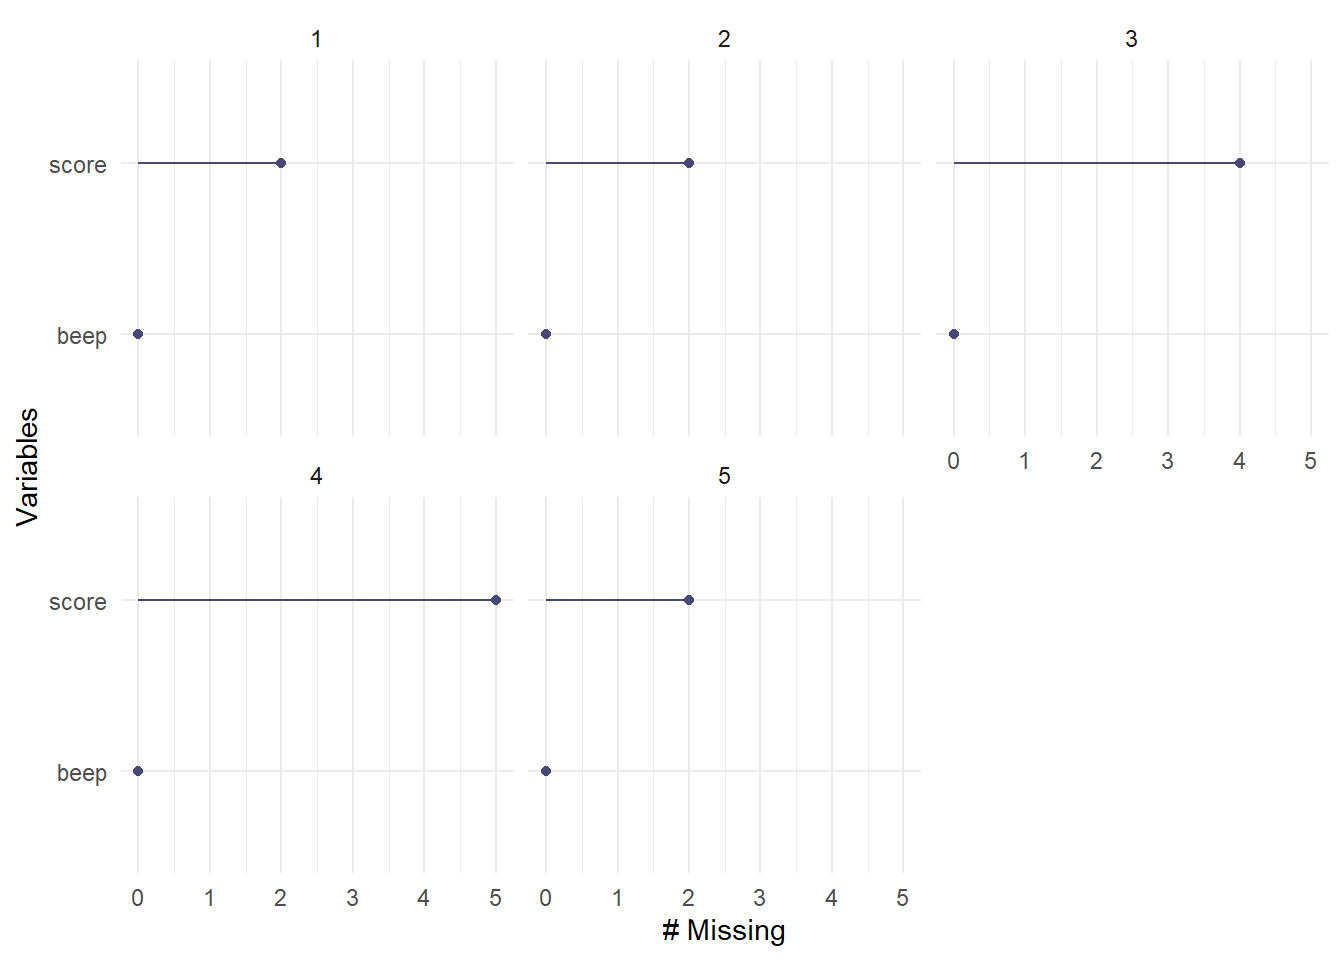 1 2 3
score
beep
0 1 2 3 4 5
Variables
4 5
score
beep
0 1 2 3 4 5 0 1 2 3 4 5
# Missing